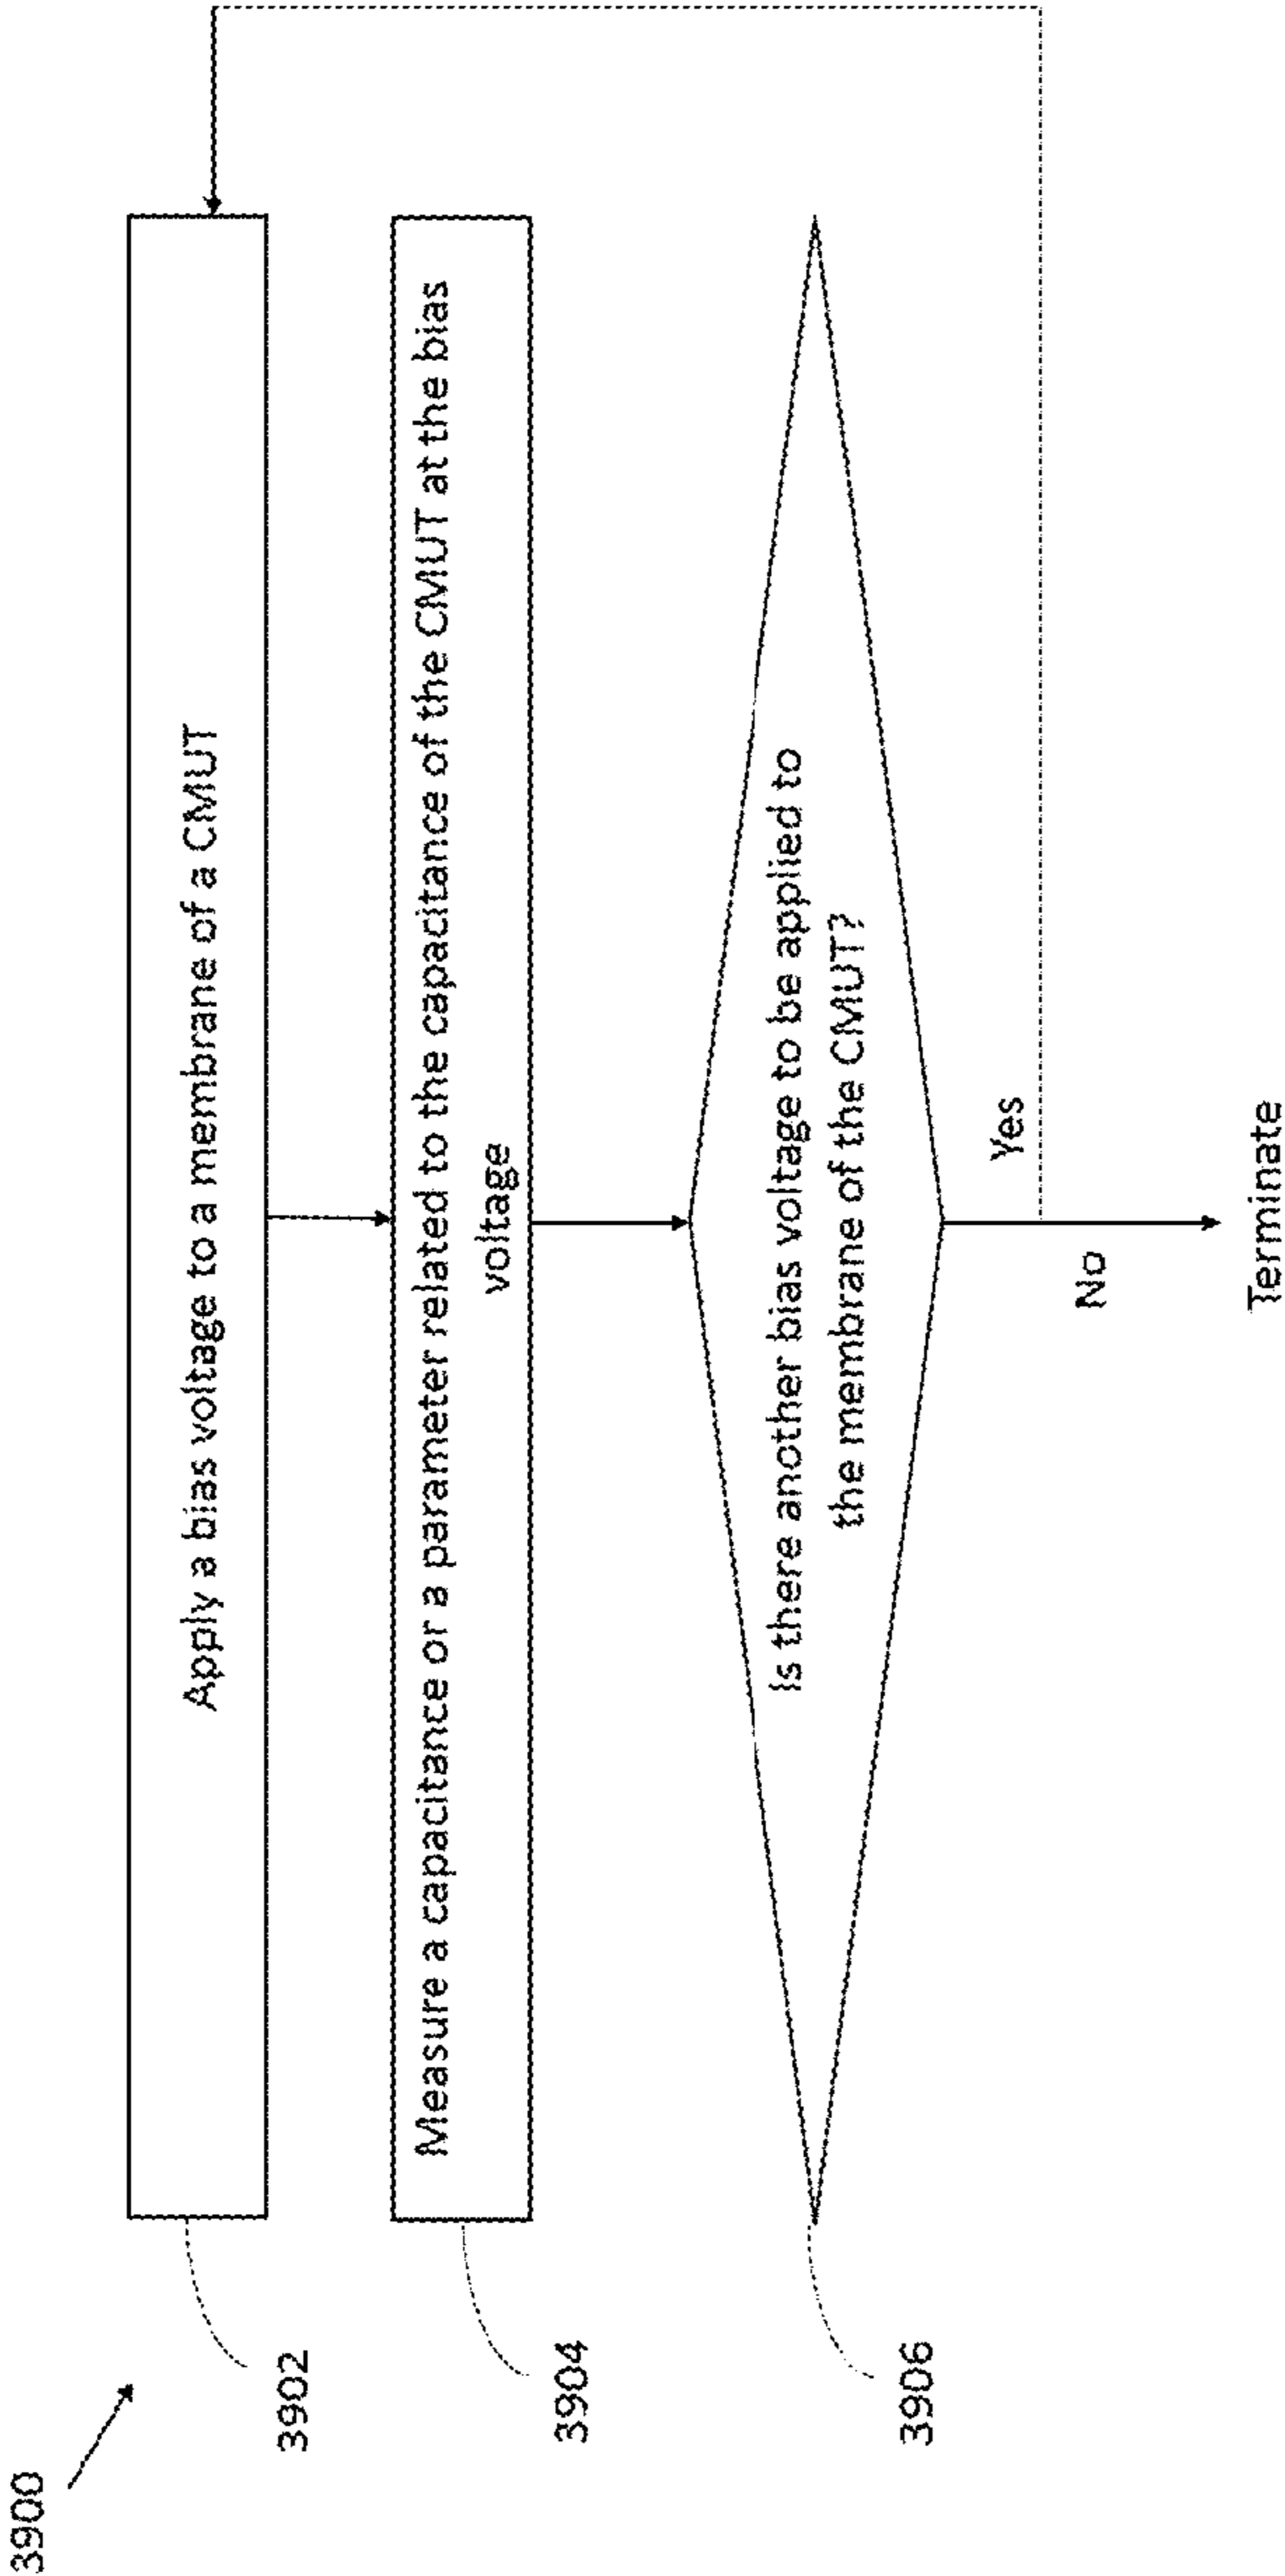 3900
3902
Apply a bias voltage to a membrane of a CMUT
3904
Measure a capacitance or a parameter related to the capacitance of the CMUT at the bias
voltage
3906
Is there another bias voltage to be applied to
the membrane of the CMUT?
Yes
No
Terminate